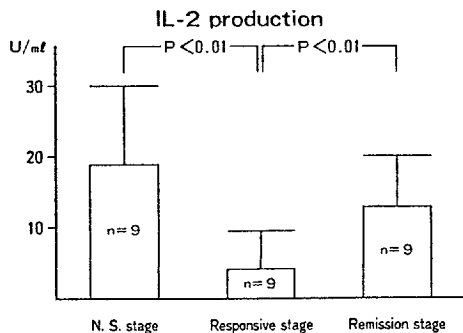 IL-2 production
U/mℓ
P<0.01
P<0.01
30
20
10
n=9
n=9
n=9
N. S. stage
Responsive stage
Remission stage